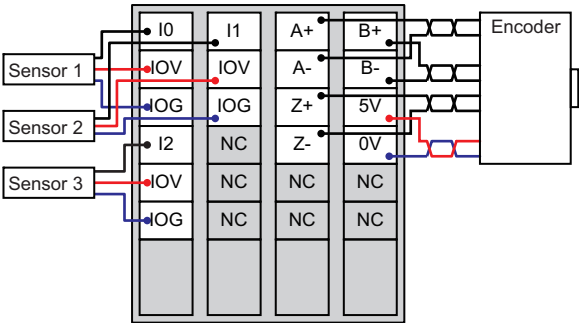 I0 I1 A+ B+ Encoder
Sensor 1 IOV IOV A- B-
IOG IOG Z+ 5V
Sensor 2
I2 NC Z- 0V
Sensor 3 IOV NC NC NC
IOG NC NC NC